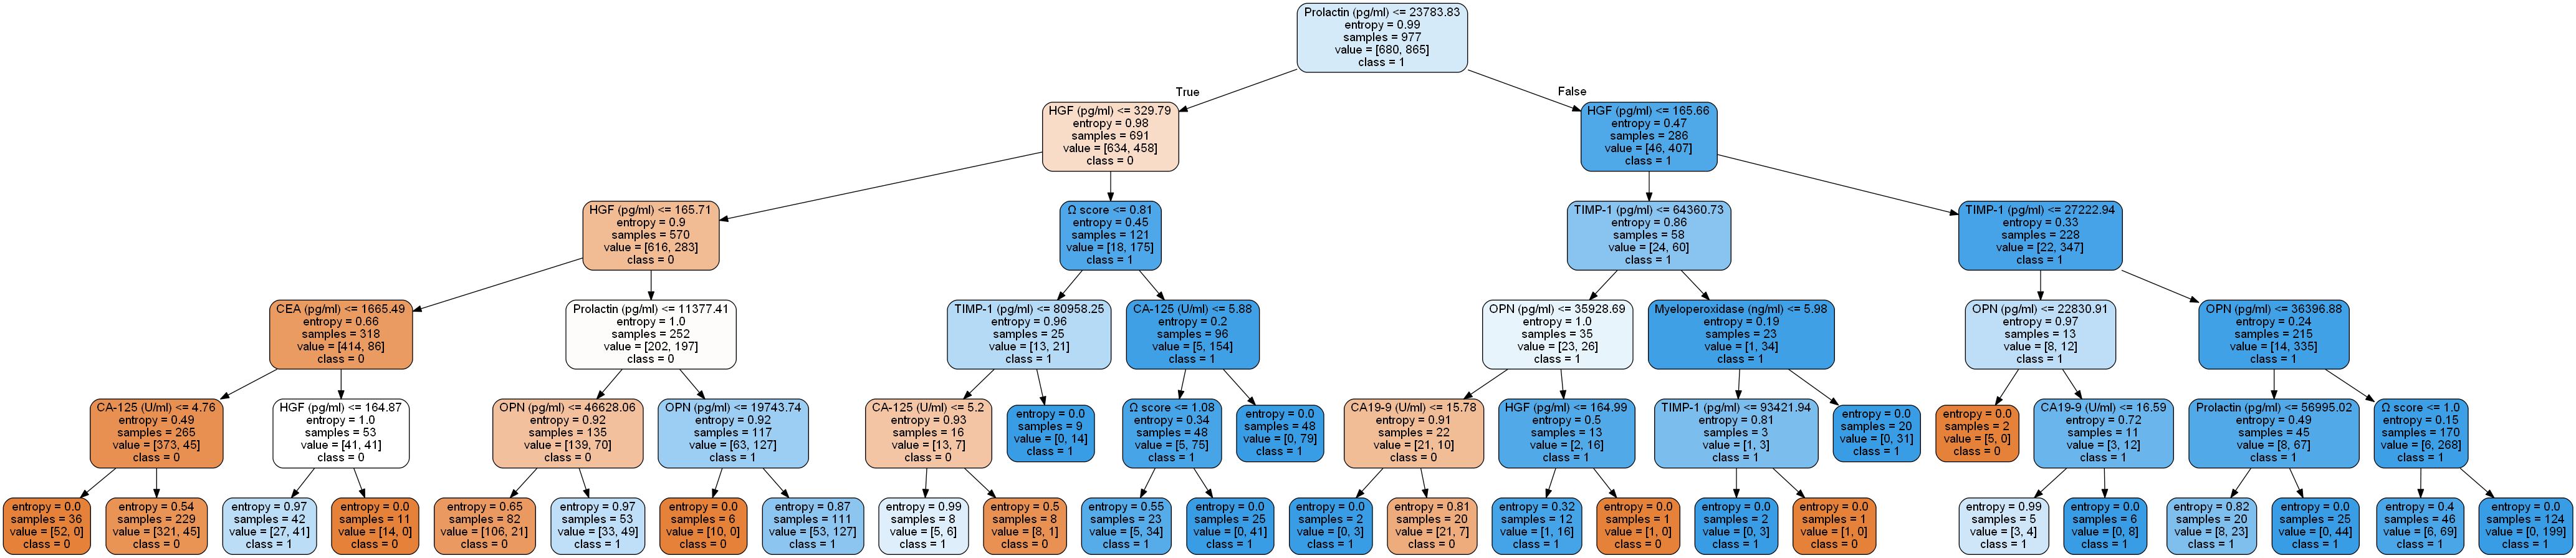 Prolactin (pg/ml) <= 23783.83
entropy = 0.99
samples = 977
value = [680, 865]
class = 1
True
False
HGF (pg/ml) <= 329.79
entropy = 0.98
samples = 691
value = [634, 458]
class = 0
HGF (pg/ml) <= 165.66
entropy = 0.47
samples = 286
value = [46, 407]
class = 1
HGF (pg/ml) <= 165.71
entropy = 0.9
samples = 570
value = [616, 283]
class = 0
Ω score <= 0.81
entropy = 0.45
samples = 121
value = [18, 175]
class = 1
TIMP-1 (pg/ml) <= 64360.73
entropy = 0.86
samples = 58
value = [24, 60]
class = 1
TIMP-1 (pg/ml) <= 27222.94
entropy = 0.33
samples = 228
value = [22, 347]
class = 1
CEA (pg/ml) <= 1665.49
entropy = 0.66
samples = 318
value = [414, 86]
class = 0
Prolactin (pg/ml) <= 11377.41
entropy = 1.0
samples = 252
value = [202, 197]
class = 0
TIMP-1 (pg/ml) <= 80958.25
entropy = 0.96
samples = 25
value = [13, 21]
class = 1
CA-125 (U/ml) <= 5.88
entropy = 0.2
samples = 96
value = [5, 154]
class = 1
OPN (pg/ml) <= 35928.69
entropy = 1.0
samples = 35
value = [23, 26]
class = 1
Myeloperoxidase (ng/ml) <= 5.98
entropy = 0.19
samples = 23
value = [1, 34]
class = 1
OPN (pg/ml) <= 22830.91
entropy = 0.97
samples = 13
value = [8, 12]
class = 1
OPN (pg/ml) <= 36396.88
entropy = 0.24
samples = 215
value = [14, 335]
class = 1
CA-125 (U/ml) <= 4.76
entropy = 0.49
samples = 265
value = [373, 45]
class = 0
HGF (pg/ml) <= 164.87
entropy = 1.0
samples = 53
value = [41, 41]
class = 0
OPN (pg/ml) <= 46628.06
entropy = 0.92
samples = 135
value = [139, 70]
class = 0
OPN (pg/ml) <= 19743.74
entropy = 0.92
samples = 117
value = [63, 127]
class = 1
CA-125 (U/ml) <= 5.2
entropy = 0.93
samples = 16
value = [13, 7]
class = 0
entropy = 0.0
samples = 9
value = [0, 14]
class = 1
Ω score <= 1.08
entropy = 0.34
samples = 48
value = [5, 75]
class = 1
entropy = 0.0
samples = 48
value = [0, 79]
class = 1
CA19-9 (U/ml) <= 15.78
entropy = 0.91
samples = 22
value = [21, 10]
class = 0
HGF (pg/ml) <= 164.99
entropy = 0.5
samples = 13
value = [2, 16]
class = 1
TIMP-1 (pg/ml) <= 93421.94
entropy = 0.81
samples = 3
value = [1, 3]
class = 1
entropy = 0.0
samples = 20
value = [0, 31]
class = 1
entropy = 0.0
samples = 2
value = [5, 0]
class = 0
CA19-9 (U/ml) <= 16.59
entropy = 0.72
samples = 11
value = [3, 12]
class = 1
Prolactin (pg/ml) <= 56995.02
entropy = 0.49
samples = 45
value = [8, 67]
class = 1
Ω score <= 1.0
entropy = 0.15
samples = 170
value = [6, 268]
class = 1
entropy = 0.0
samples = 36
value = [52, 0]
class = 0
entropy = 0.54
samples = 229
value = [321, 45]
class = 0
entropy = 0.97
samples = 42
value = [27, 41]
class = 1
entropy = 0.0
samples = 11
value = [14, 0]
class = 0
entropy = 0.65
samples = 82
value = [106, 21]
class = 0
entropy = 0.97
samples = 53
value = [33, 49]
class = 1
entropy = 0.0
samples = 6
value = [10, 0]
class = 0
entropy = 0.87
samples = 111
value = [53, 127]
class = 1
entropy = 0.99
samples = 8
value = [5, 6]
class = 1
entropy = 0.5
samples = 8
value = [8, 1]
class = 0
entropy = 0.55
samples = 23
value = [5, 34]
class = 1
entropy = 0.0
samples = 25
value = [0, 41]
class = 1
entropy = 0.0
samples = 2
value = [0, 3]
class = 1
entropy = 0.81
samples = 20
value = [21, 7]
class = 0
entropy = 0.32
samples = 12
value = [1, 16]
class = 1
entropy = 0.0
samples = 1
value = [1, 0]
class = 0
entropy = 0.0
samples = 2
value = [0, 3]
class = 1
entropy = 0.0
samples = 1
value = [1, 0]
class = 0
entropy = 0.99
samples = 5
value = [3, 4]
class = 1
entropy = 0.0
samples = 6
value = [0, 8]
class = 1
entropy = 0.82
samples = 20
value = [8, 23]
class = 1
entropy = 0.0
samples = 25
value = [0, 44]
class = 1
entropy = 0.4
samples = 46
value = [6, 69]
class = 1
entropy = 0.0
samples = 124
value = [0, 199]
class = 1